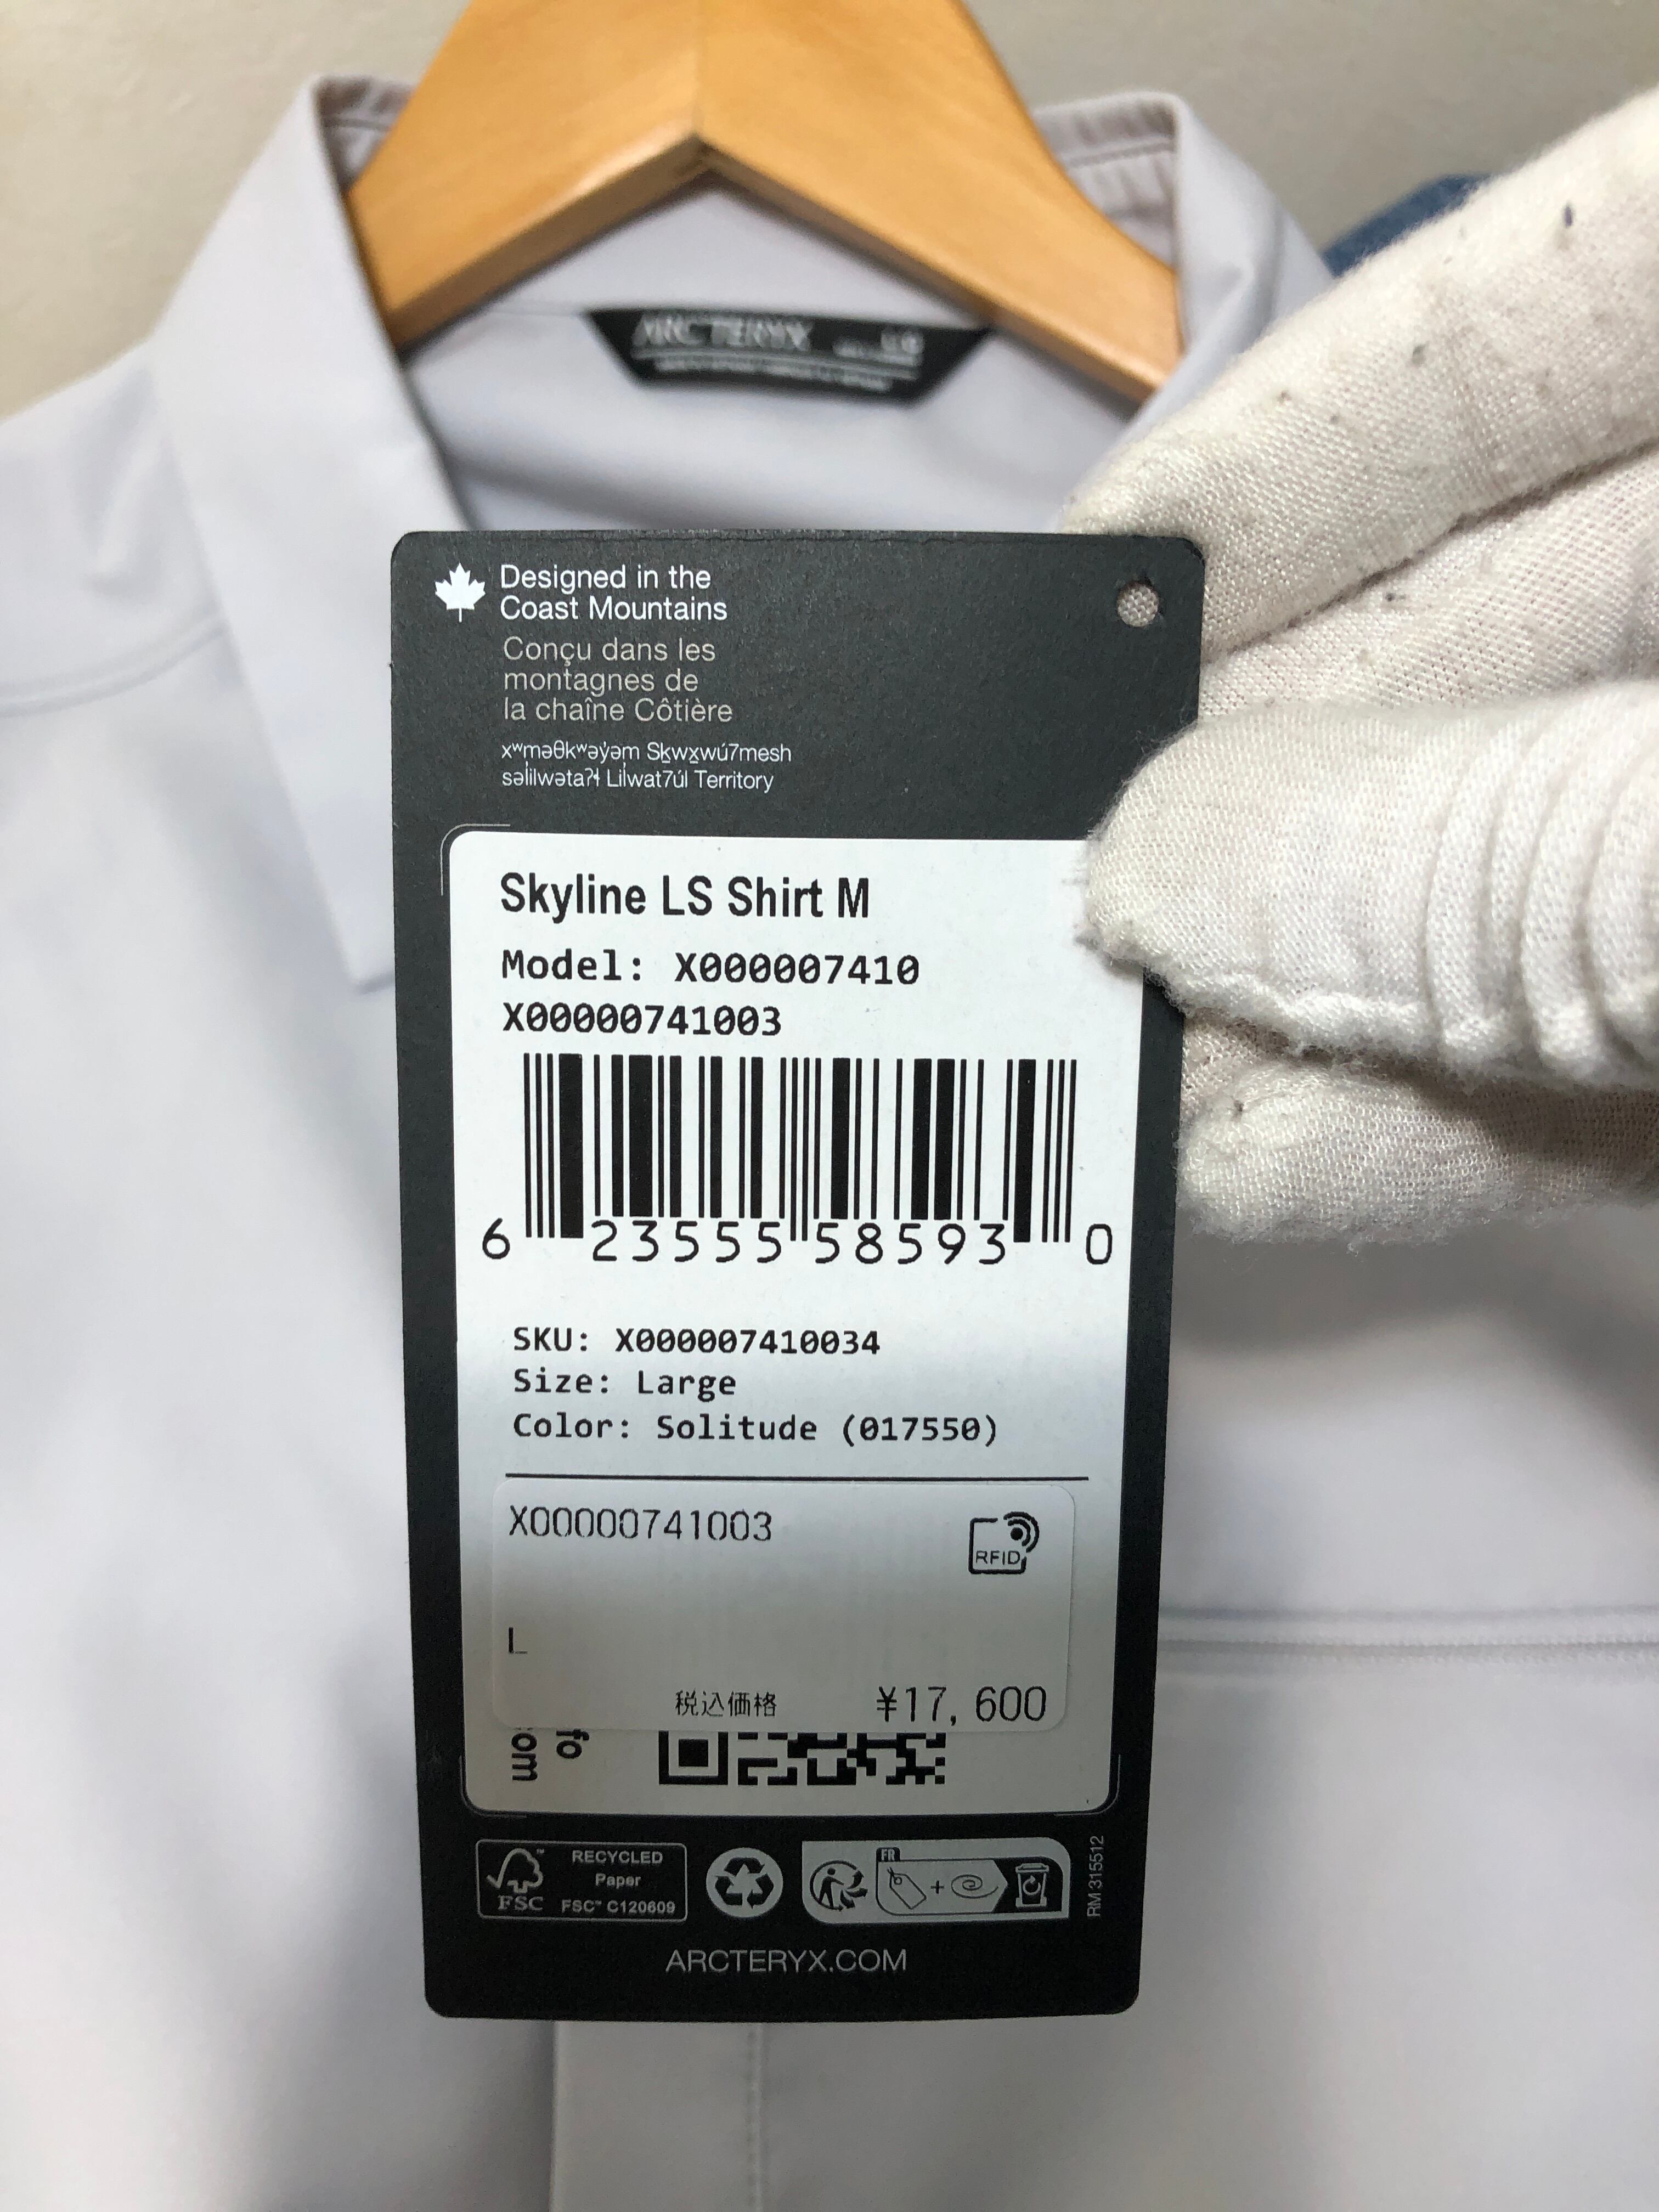 ARC'TERYX
Designed in the
Coast Mountains
Conçu dans les
montagnes de
la chaîne Côtière
xʷməθkʷəy̓əm Sḵwx̱wú7mesh
səl̓ilwətaʔɬ Lil̓wat7úl Territory
Skyline LS Shirt M
Model: X000007410
X00000741003
6 23555 58593 0
SKU: X000007410034
Size: Large
Color: Solitude (017550)
X00000741003
RFID
L
税込価格 ¥17,600
fo
om
RECYCLED
Paper
FSC™ C120609
FSC
FR
RM 315512
ARCTERYX.COM